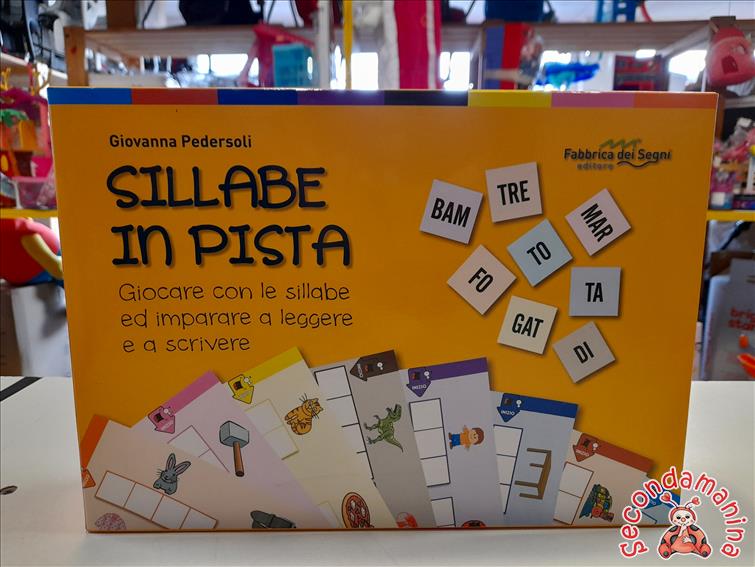 Giovanna Pedersoli
SILLABE
IN PISTA
Giocare con le sillabe
ed imparare a leggere
e a scrivere
Fabbrica dei Segni
editore
BAM
TRE
MAR
FO
TO
TA
GAT
DI
INIZIO
INIZIO
secondamanina